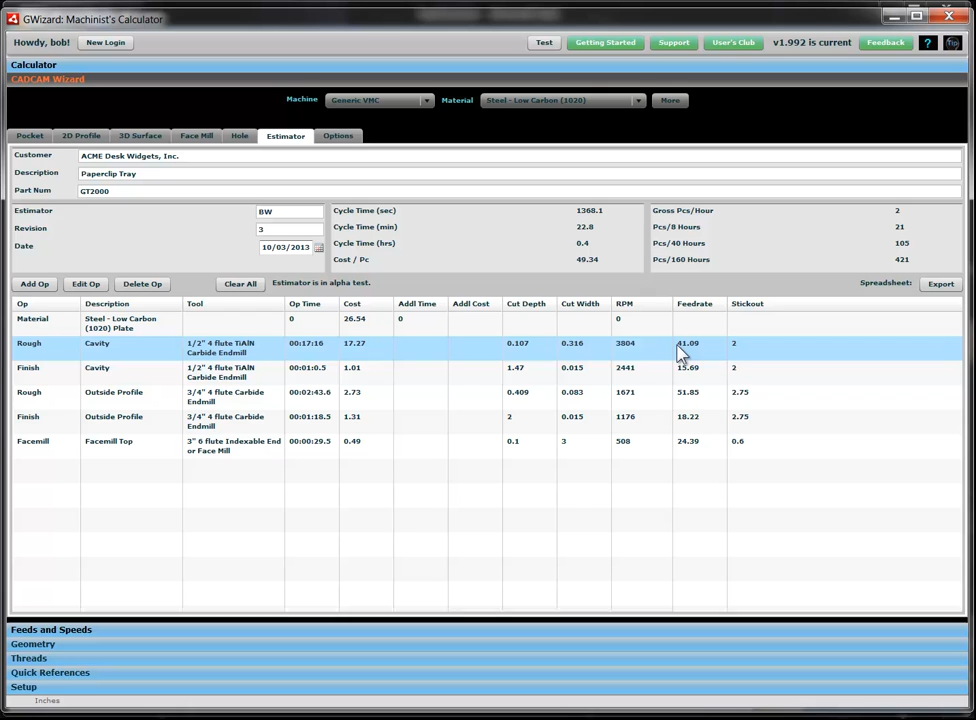 GWizard: Machinist's Calculator
Howdy, bob! New Login Test Getting Started Support User's Club v1.992 is current Feedback ? Tip
Calculator
CADCAM Wizard
Machine Generic VMC Material Steel - Low Carbon (1020) More
Pocket 2D Profile 3D Surface Face Mill Hole Estimator Options
Customer ACME Desk Widgets, Inc.
Description Paperclip Tray
Part Num GT2000
Estimator BW Cycle Time (sec) 1368.1 Gross Pcs/Hour 2
Revision 3 Cycle Time (min) 22.8 Pcs/8 Hours 21
Date 10/03/2013 Cycle Time (hrs) 0.4 Pcs/40 Hours 105
Cost / Pc 49.34 Pcs/160 Hours 421
Add Op Edit Op Delete Op Clear All Estimator is in alpha test. Spreadsheet: Export
Op Description Tool Op Time Cost Addl Time Addl Cost Cut Depth Cut Width RPM Feedrate Stickout
Material Steel - Low Carbon 0 26.54 0 0
(1020) Plate
Rough Cavity 1/2" 4 flute TiAlN 00:17:16 17.27 0.107 0.316 3804 41.09 2
Carbide Endmill
Finish Cavity 1/2" 4 flute TiAlN 00:01:0.5 1.01 1.47 0.015 2441 15.69 2
Carbide Endmill
Rough Outside Profile 3/4" 4 flute Carbide 00:02:43.6 2.73 0.409 0.083 1671 51.85 2.75
Endmill
Finish Outside Profile 3/4" 4 flute Carbide 00:01:18.5 1.31 2 0.015 1176 18.22 2.75
Endmill
Facemill Facemill Top 3" 6 flute Indexable End 00:00:29.5 0.49 0.1 3 508 24.39 0.6
or Face Mill
Feeds and Speeds
Geometry
Threads
Quick References
Setup
Inches